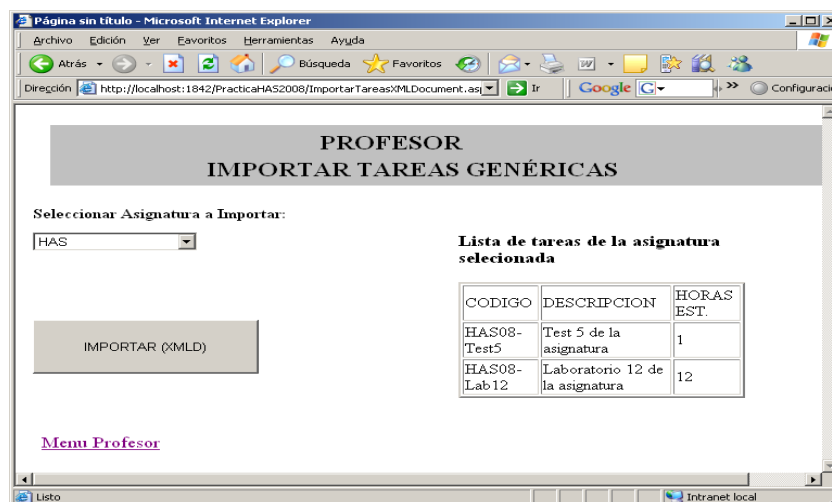 Página sin título - Microsoft Internet Explorer
Archivo Edición Ver Favoritos Herramientas Ayuda
Atrás Búsqueda Favoritos
Dirección http://localhost:1842/PracticaHAS2008/ImportarTareasXMLDocument.as Ir Google G Configuraci
PROFESOR
IMPORTAR TAREAS GENÉRICAS
Seleccionar Asignatura a Importar:
HAS
Lista de tareas de la asignatura
selecionada
CODIGO DESCRIPCION HORAS EST.
HAS08-Test5 Test 5 de la asignatura 1
HAS08-Lab12 Laboratorio 12 de la asignatura 12
IMPORTAR (XMLD)
Menu Profesor
Listo Intranet local